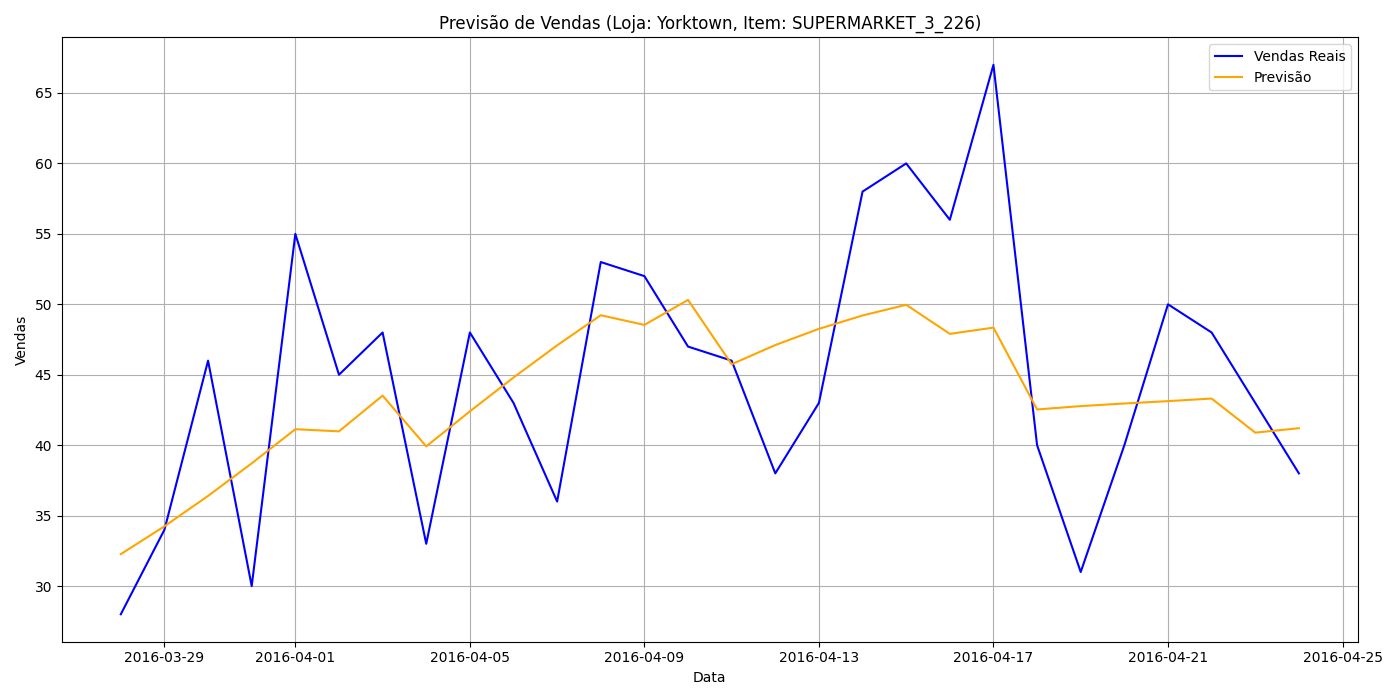 Previsão de Vendas (Loja: Yorktown, Item: SUPERMARKET_3_226)
Vendas Reais
Previsão
65
60
55
50
45
40
35
30
Vendas
2016-03-29 2016-04-01 2016-04-05 2016-04-09 2016-04-13 2016-04-17 2016-04-21 2016-04-25
Data